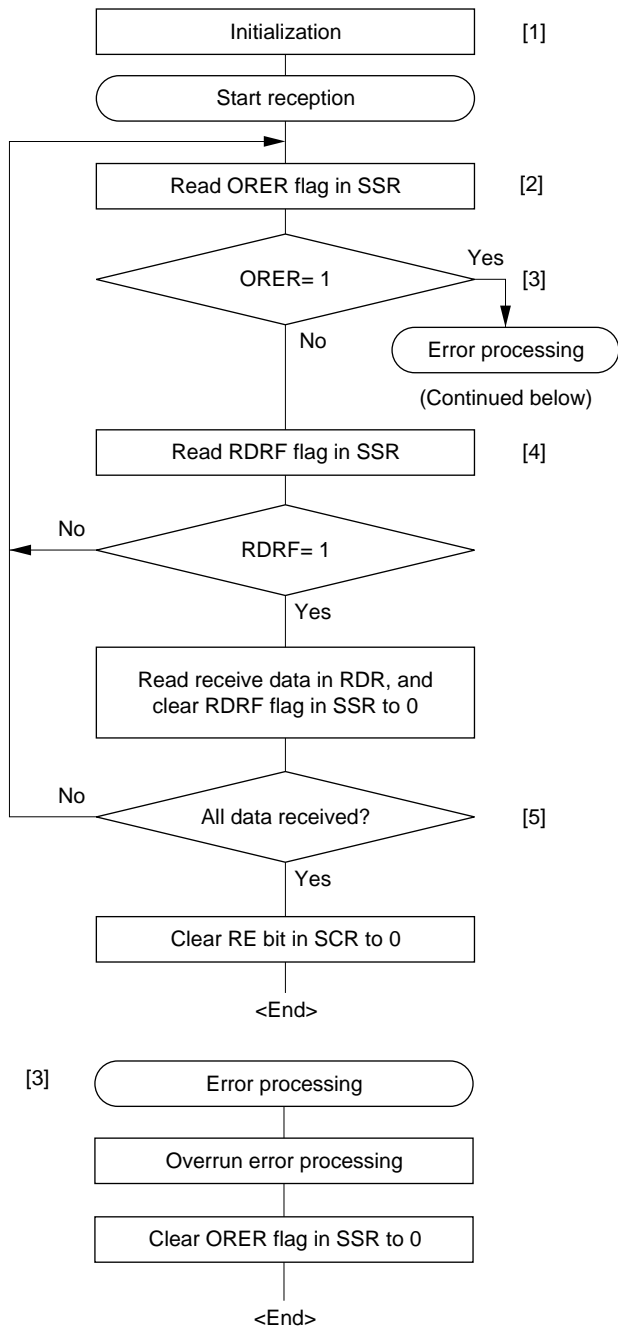 Initialization
[1]
Start reception
Read ORER flag in SSR
[2]
ORER= 1
Yes
[3]
No
Error processing
(Continued below)
Read RDRF flag in SSR
[4]
No
RDRF= 1
Yes
Read receive data in RDR, and
clear RDRF flag in SSR to 0
No
All data received?
[5]
Yes
Clear RE bit in SCR to 0
<End>
[3]
Error processing
Overrun error processing
Clear ORER flag in SSR to 0
<End>